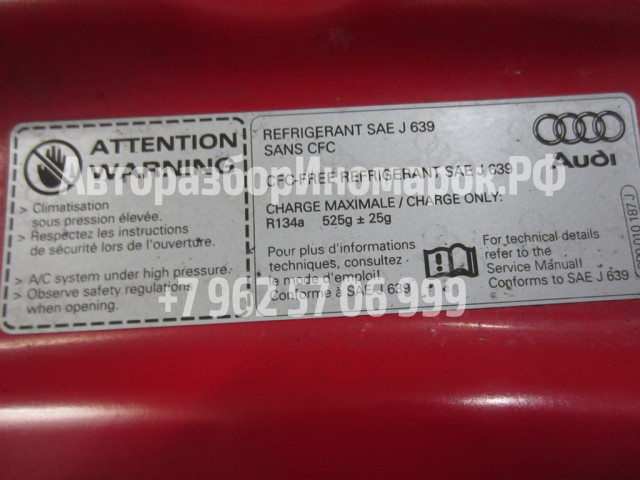 ATTENTION
WARNING
> Climatisation
sous pression élevée.
> Respectez les instructions
de sécurité lors de l'ouverture.
> A/C system under high pressure.
> Observe safety regulations
when opening.
REFRIGERANT SAE J 639
SANS CFC
CFC-FREE REFRIGERANT SAE J 639
CHARGE MAXIMALE / CHARGE ONLY:
R134a 525g ± 25g
Pour plus d'informations
techniques, consultez
le mode d'emploi.
Conforme à SAE J 639
Audi
For technical details
refer to the
Service Manuall
Conforms to SAE J 639
АвторазборИномарок.РФ
+7 962 57 06 999